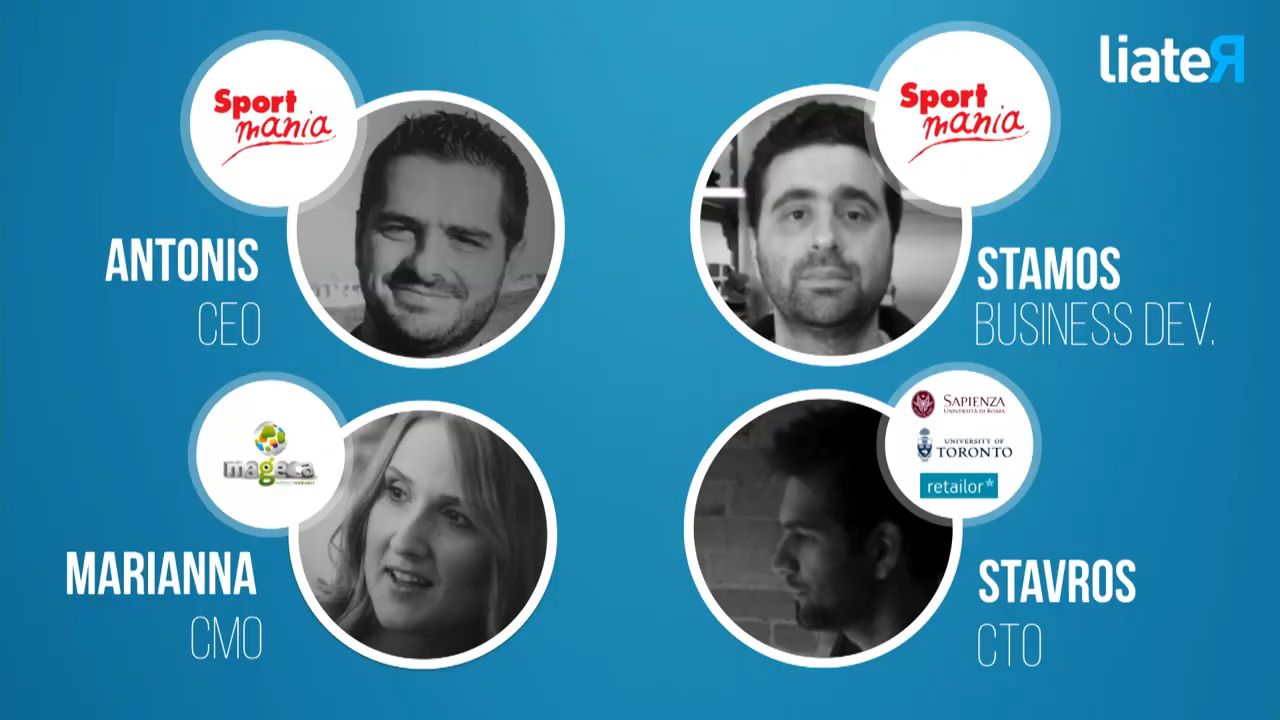 liateR
Sport
mania
Sport
mania
ANTONIS
CEO
STAMOS
BUSINESS DEV.
mageca
SAPIENZA
UNIVERSITÀ DI ROMA
UNIVERSITY OF
TORONTO
retailor*
MARIANNA
CMO
STAVROS
CTO